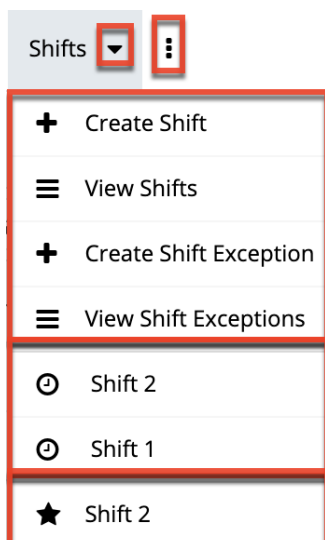 Shifts
Create Shift
View Shifts
Create Shift Exception
View Shift Exceptions
Shift 2
Shift 1
Shift 2